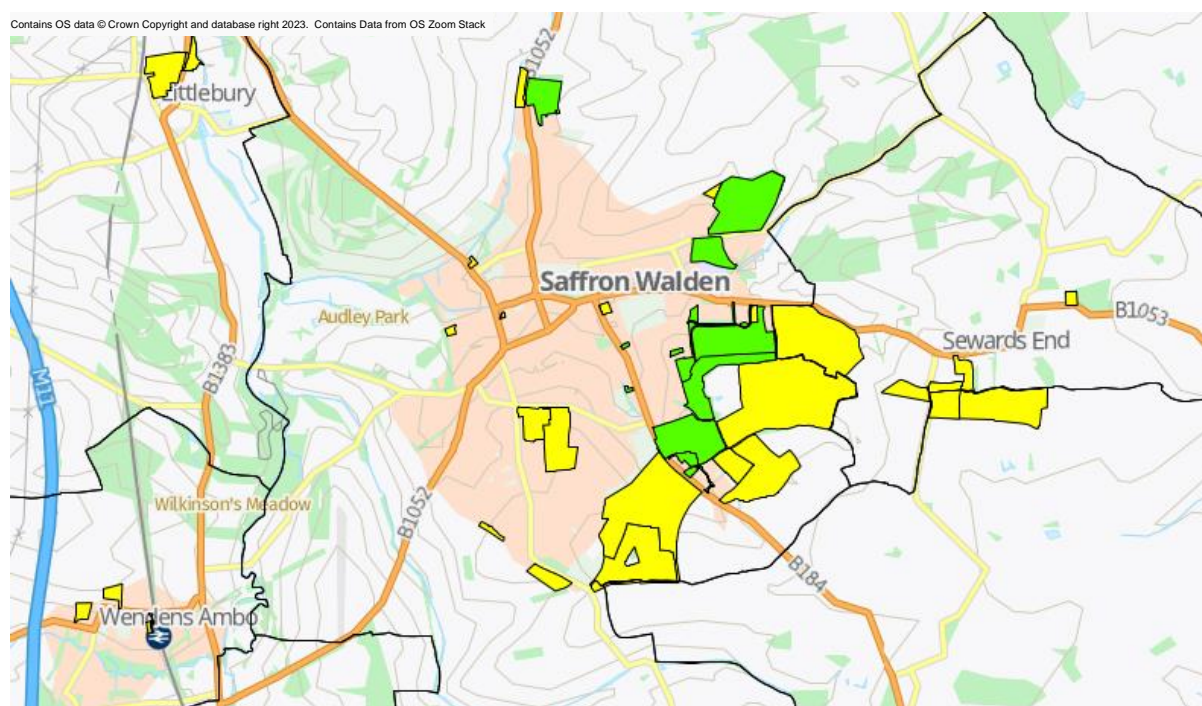 Contains OS data © Crown Copyright and database right 2023. Contains Data from OS Zoom Stack
B1052
Littlebury
Saffron Walden
Audley Park
B1053
Sewards End
B1383
M11
Wilkinson's Meadow
B1052
B184
Wendens Ambo